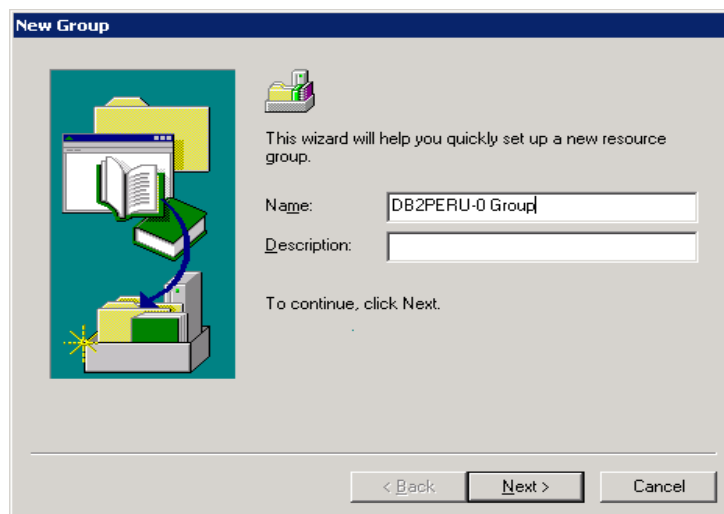 New Group
This wizard will help you quickly set up a new resource
group.
Name: DB2PERU-0 Group
Description:
To continue, click Next.
< Back Next > Cancel